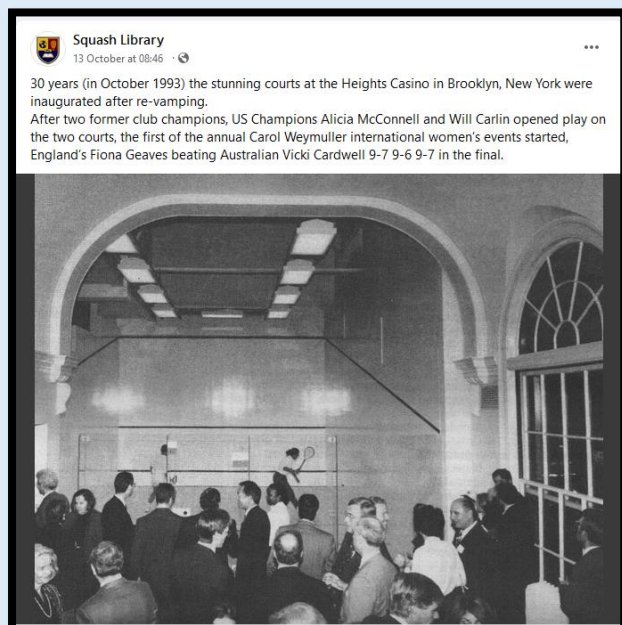 Squash Library
13 October at 08:46 ·
30 years (in October 1993) the stunning courts at the Heights Casino in Brooklyn, New York were
inaugurated after re-vamping.
After two former club champions, US Champions Alicia McConnell and Will Carlin opened play on
the two courts, the first of the annual Carol Weymuller international women's events started,
England's Fiona Geaves beating Australian Vicki Cardwell 9-7 9-6 9-7 in the final.